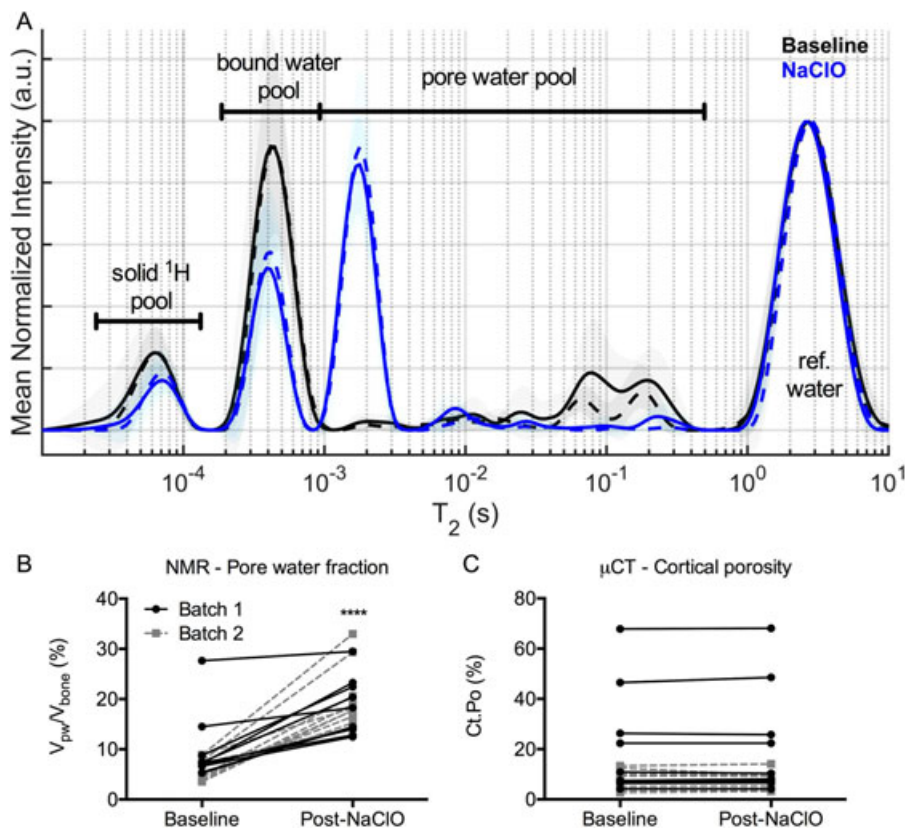 A
Mean Normalized Intensity (a.u.)
bound water
pool
pore water pool
Baseline
NaClO
solid ¹H
pool
ref.
water
10⁻⁴
10⁻³
10⁻²
10⁻¹
10⁰
10¹
T₂ (s)
B
NMR - Pore water fraction
V_pw/V_bone (%)
40
30
20
10
0
Batch 1
Batch 2
****
Baseline
Post-NaClO
C
µCT - Cortical porosity
Ct.Po (%)
80
60
40
20
0
Baseline
Post-NaClO